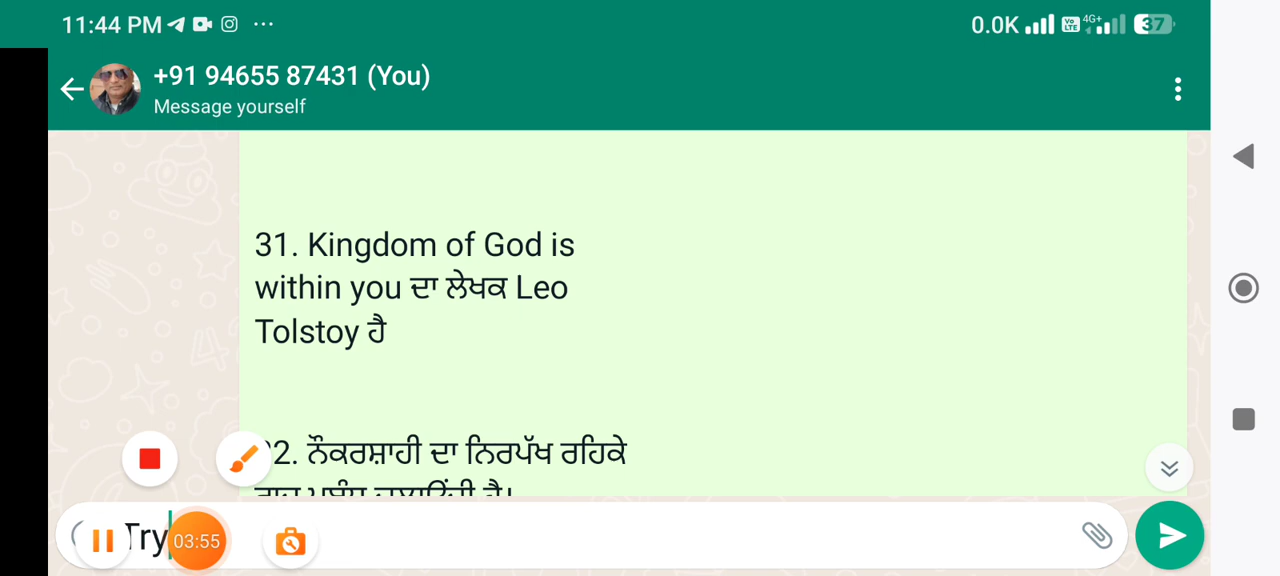 11:44 PM
0.0K 4G+ 37
+91 94655 87431 (You)
Message yourself
31. Kingdom of God is
within you ਦਾ ਲੇਖਕ Leo
Tolstoy ਹੈ
2. ਨੌਕਰਸ਼ਾਹੀ ਦਾ ਨਿਰਪੱਖ ਰਹਿਕੇ
Try
03:55